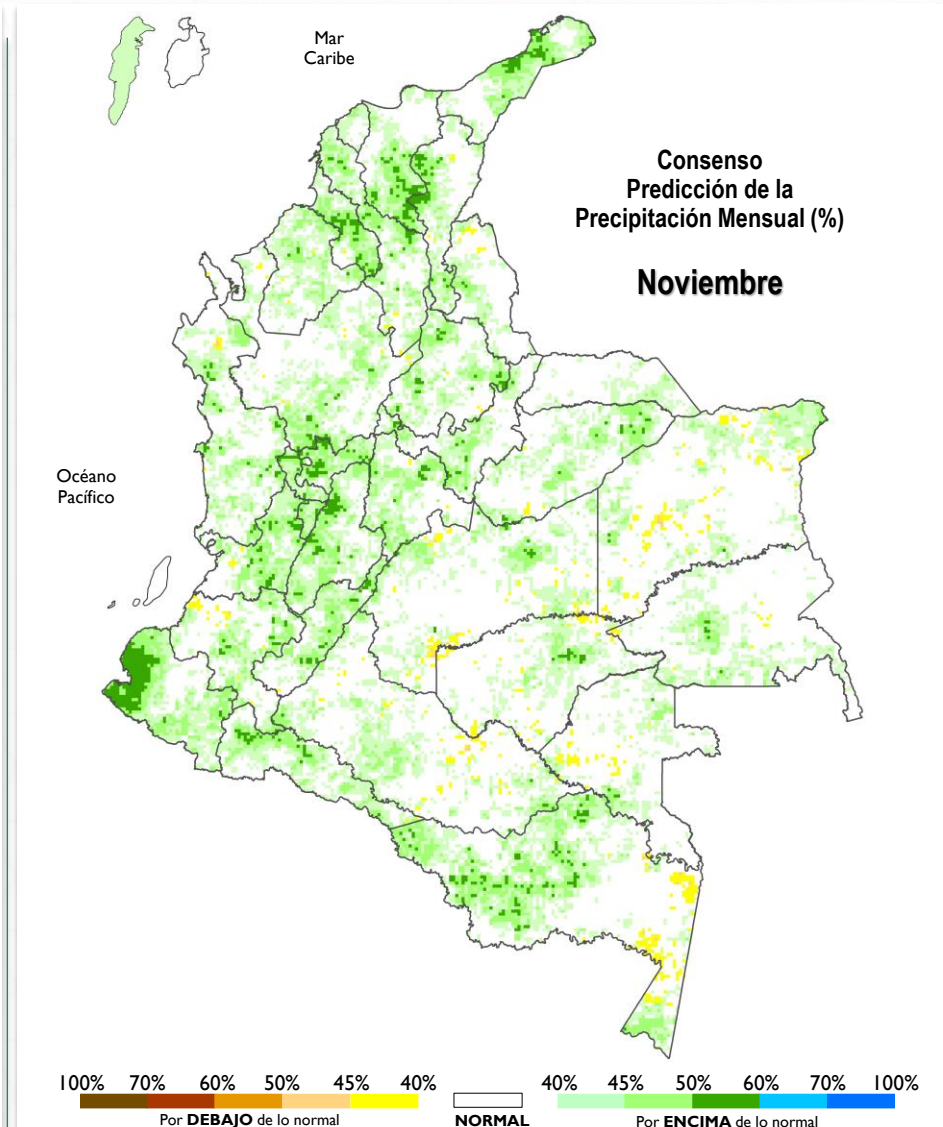 Mar
Caribe
Consenso
Predicción de la
Precipitación Mensual (%)
Noviembre
Océano
Pacífico
100% 70% 60% 50% 45% 40% 40% 45% 50% 60% 70% 100%
Por DEBAJO de lo normal NORMAL Por ENCIMA de lo normal